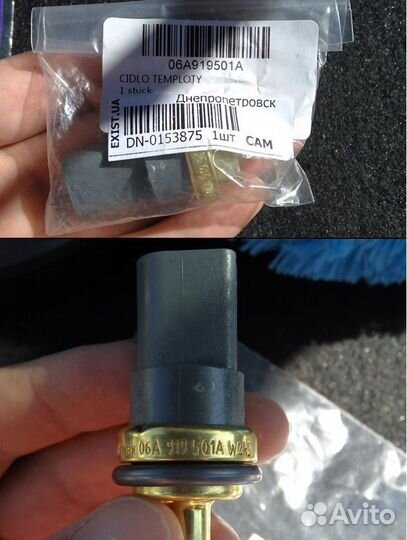 06A919501A
CIDLO TEMPLOTY
1 stuck
Днепропетровск
EXIST.UA
DN-0153875 1шт CAM
06A 919 501A
Avito